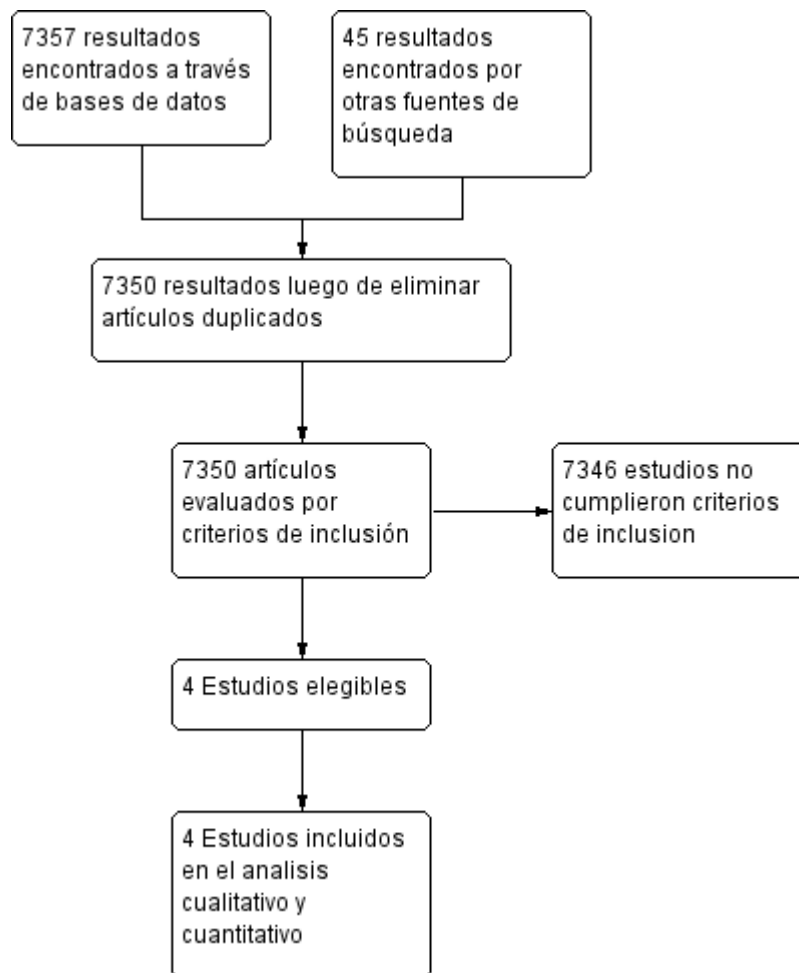 7357 resultados
encontrados a través
de bases de datos
45 resultados
encontrados por
otras fuentes de
búsqueda
7350 resultados luego de eliminar
artículos duplicados
7350 artículos
evaluados por
criterios de inclusión
7346 estudios no
cumplieron criterios
de inclusion
4 Estudios elegibles
4 Estudios incluidos
en el analisis
cualitativo y
cuantitativo